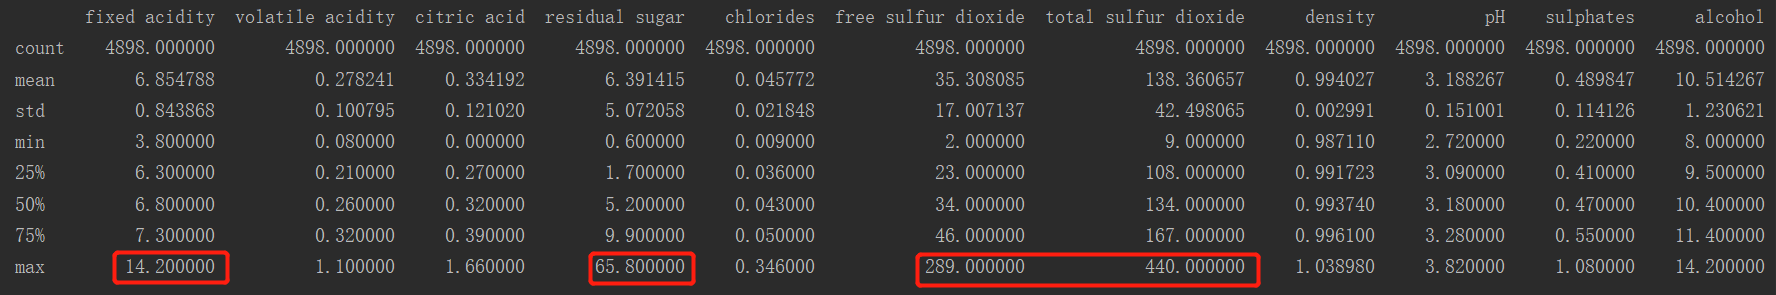 fixed acidity volatile acidity citric acid residual sugar chlorides free sulfur dioxide total sulfur dioxide density pH sulphates alcohol
count 4898.000000 4898.000000 4898.000000 4898.000000 4898.000000 4898.000000 4898.000000 4898.000000 4898.000000 4898.000000 4898.000000
mean 6.854788 0.278241 0.334192 6.391415 0.045772 35.308085 138.360657 0.994027 3.188267 0.489847 10.514267
std 0.843868 0.100795 0.121020 5.072058 0.021848 17.007137 42.498065 0.002991 0.151001 0.114126 1.230621
min 3.800000 0.080000 0.000000 0.600000 0.009000 2.000000 9.000000 0.987110 2.720000 0.220000 8.000000
25% 6.300000 0.210000 0.270000 1.700000 0.036000 23.000000 108.000000 0.991723 3.090000 0.410000 9.500000
50% 6.800000 0.260000 0.320000 5.200000 0.043000 34.000000 134.000000 0.993740 3.180000 0.470000 10.400000
75% 7.300000 0.320000 0.390000 9.900000 0.050000 46.000000 167.000000 0.996100 3.280000 0.550000 11.400000
max 14.200000 1.100000 1.660000 65.800000 0.346000 289.000000 440.000000 1.038980 3.820000 1.080000 14.200000